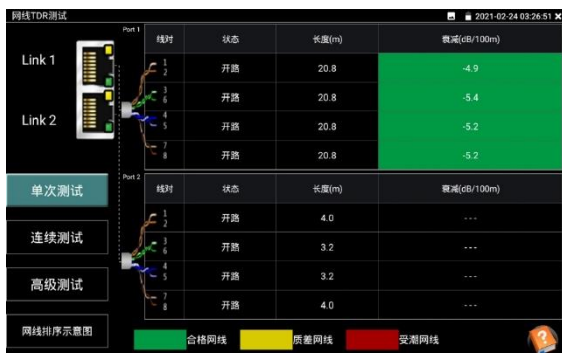 网线TDR测试 2021-02-24 03:26:51
Link 1
Link 2
Port 1
线对 状态 长度(m) 衰减(dB/100m)
1 2 开路 20.8 -4.9
3 6 开路 20.8 -5.4
4 5 开路 20.8 -5.2
7 8 开路 20.8 -5.2
Port 2
线对 状态 长度(m) 衰减(dB/100m)
1 2 开路 4.0 ---
3 6 开路 3.2 ---
4 5 开路 3.2 ---
7 8 开路 4.0 ---
单次测试
连续测试
高级测试
网线排序示意图
合格网线 质差网线 受潮网线